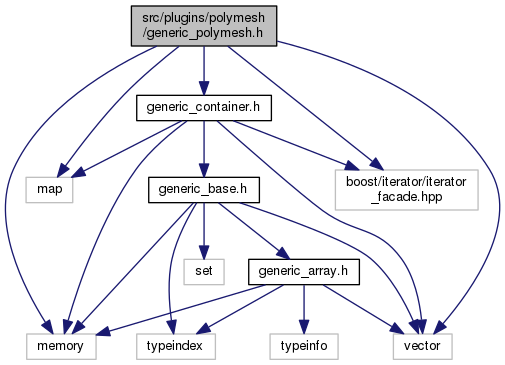 src/plugins/polymesh
/generic_polymesh.h
generic_container.h
map
generic_base.h
boost/iterator/iterator
_facade.hpp
set
generic_array.h
memory
typeindex
typeinfo
vector